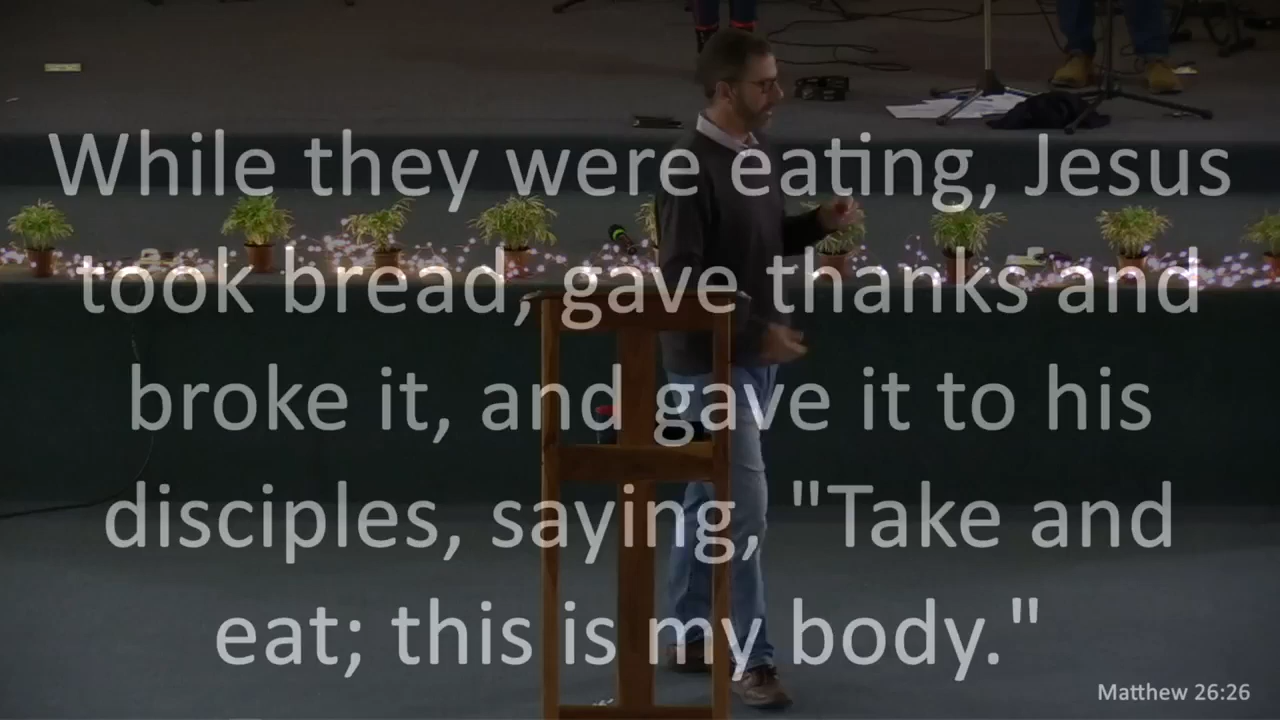 While they were eating, Jesus
took bread, gave thanks and
broke it, and gave it to his
disciples, saying, "Take and
eat; this is my body."
Matthew 26:26